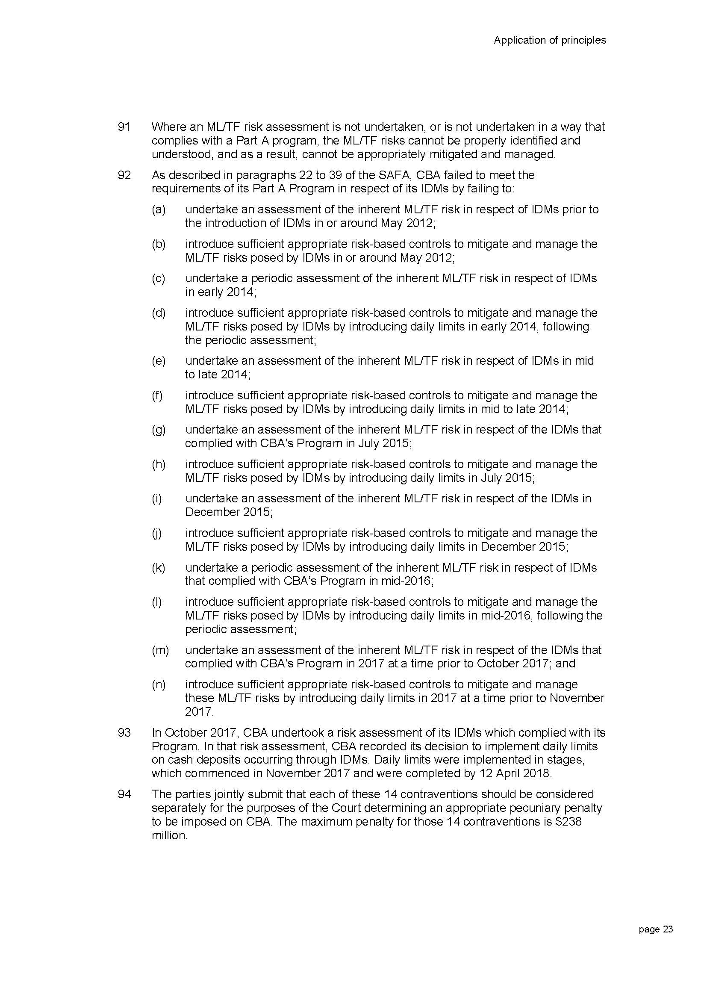 Application of principles
91 Where an ML/TF risk assessment is not undertaken, or is not undertaken in a way that
complies with a Part A program, the ML/TF risks cannot be properly identified and
understood, and as a result, cannot be appropriately mitigated and managed.
92 As described in paragraphs 22 to 39 of the SAFA, CBA failed to meet the
requirements of its Part A Program in respect of its IDMs by failing to:
(a) undertake an assessment of the inherent ML/TF risk in respect of IDMs prior to
the introduction of IDMs in or around May 2012;
(b) introduce sufficient appropriate risk-based controls to mitigate and manage the
ML/TF risks posed by IDMs in or around May 2012;
(c) undertake a periodic assessment of the inherent ML/TF risk in respect of IDMs
in early 2014;
(d) introduce sufficient appropriate risk-based controls to mitigate and manage the
ML/TF risks posed by IDMs by introducing daily limits in early 2014, following
the periodic assessment;
(e) undertake an assessment of the inherent ML/TF risk in respect of IDMs in mid
to late 2014;
(f) introduce sufficient appropriate risk-based controls to mitigate and manage the
ML/TF risks posed by IDMs by introducing daily limits in mid to late 2014;
(g) undertake an assessment of the inherent ML/TF risk in respect of the IDMs that
complied with CBA's Program in July 2015;
(h) introduce sufficient appropriate risk-based controls to mitigate and manage the
ML/TF risks posed by IDMs by introducing daily limits in July 2015;
(i) undertake an assessment of the inherent ML/TF risk in respect of the IDMs in
December 2015;
(j) introduce sufficient appropriate risk-based controls to mitigate and manage the
ML/TF risks posed by IDMs by introducing daily limits in December 2015;
(k) undertake a periodic assessment of the inherent ML/TF risk in respect of IDMs
that complied with CBA's Program in mid-2016;
(l) introduce sufficient appropriate risk-based controls to mitigate and manage the
ML/TF risks posed by IDMs by introducing daily limits in mid-2016, following the
periodic assessment;
(m) undertake an assessment of the inherent ML/TF risk in respect of the IDMs that
complied with CBA's Program in 2017 at a time prior to October 2017; and
(n) introduce sufficient appropriate risk-based controls to mitigate and manage
these ML/TF risks by introducing daily limits in 2017 at a time prior to November
2017.
93 In October 2017, CBA undertook a risk assessment of its IDMs which complied with its
Program. In that risk assessment, CBA recorded its decision to implement daily limits
on cash deposits occurring through IDMs. Daily limits were implemented in stages,
which commenced in November 2017 and were completed by 12 April 2018.
94 The parties jointly submit that each of these 14 contraventions should be considered
separately for the purposes of the Court determining an appropriate pecuniary penalty
to be imposed on CBA. The maximum penalty for those 14 contraventions is $238
million.
page 23